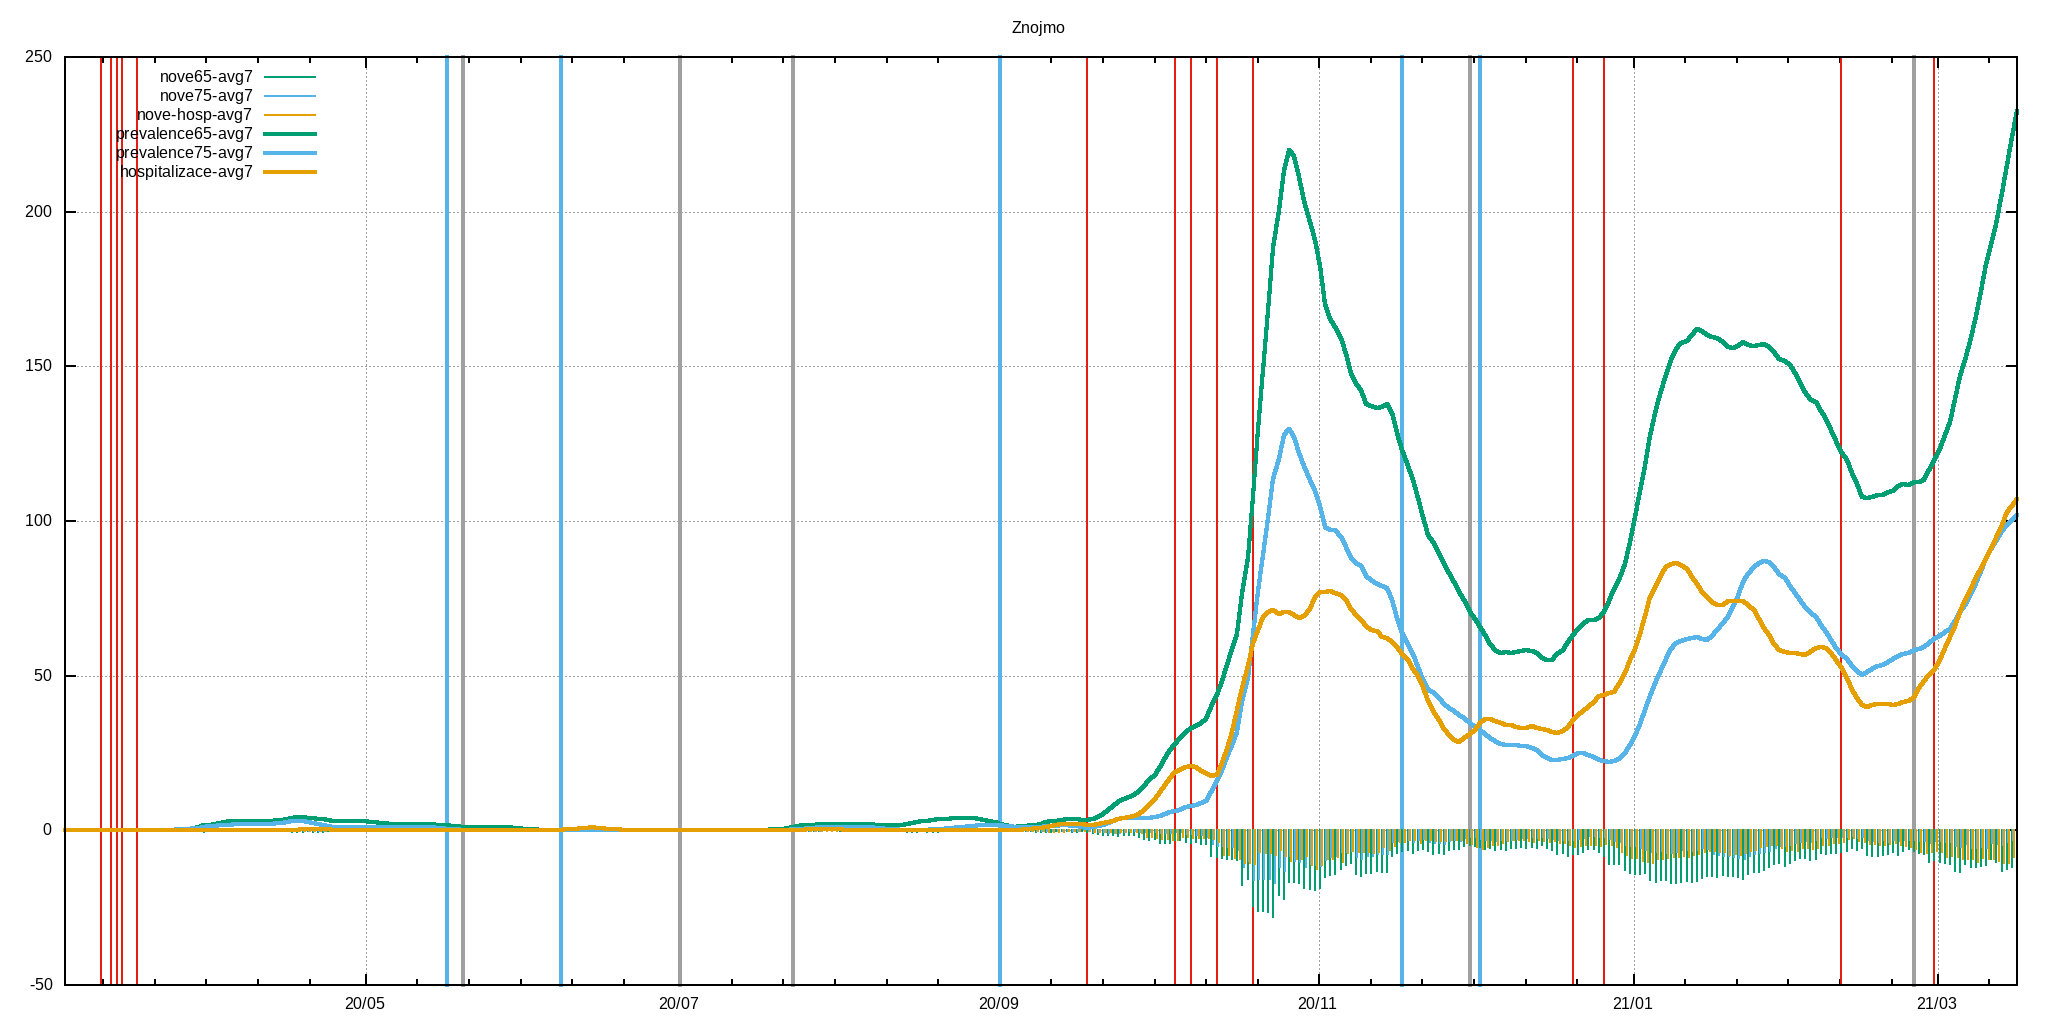 Znojmo
250
200
150
100
50
0
-50
nove65-avg7
nove75-avg7
nove-hosp-avg7
prevalence65-avg7
prevalence75-avg7
hospitalizace-avg7
20/05
20/07
20/09
20/11
21/01
21/03